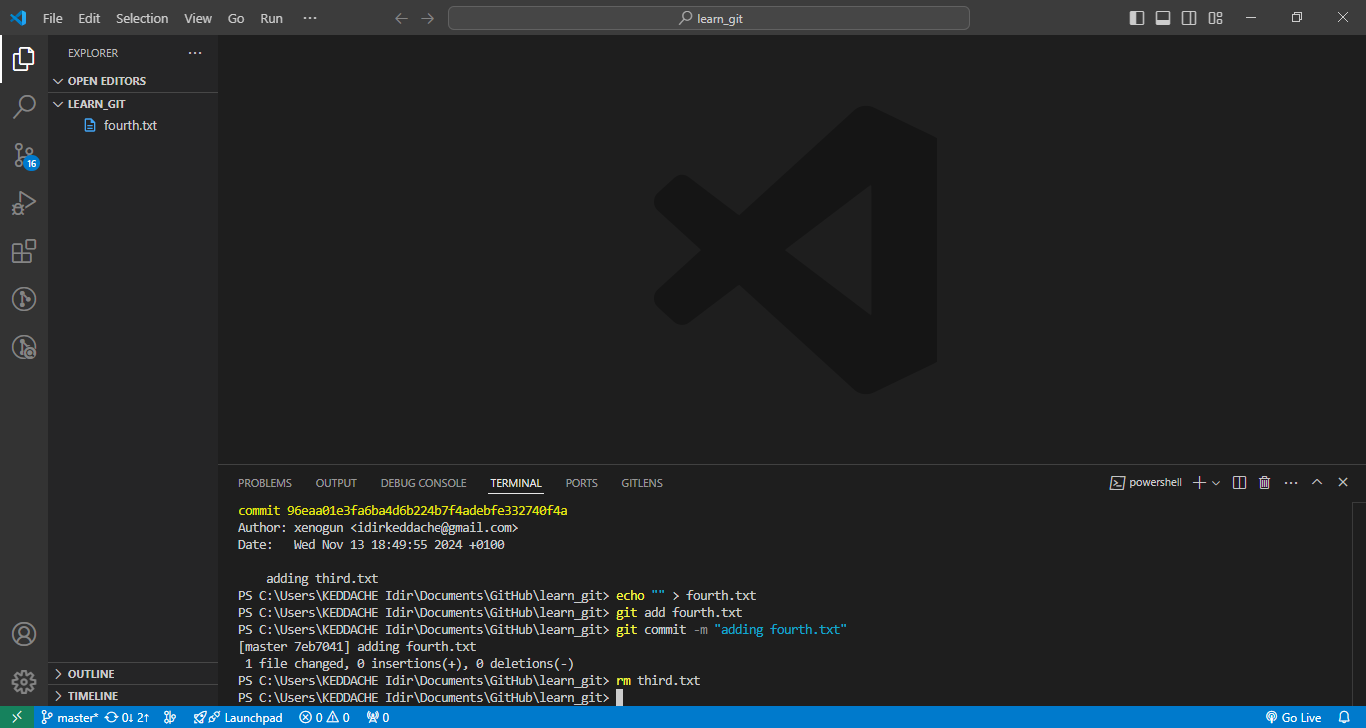 File Edit Selection View Go Run ···
learn_git
EXPLORER ···
OPEN EDITORS
LEARN_GIT
fourth.txt
16
PROBLEMS OUTPUT DEBUG CONSOLE TERMINAL PORTS GITLENS
powershell
commit 96eaa01e3fa6ba4d6b224b7f4adebfe332740f4a
Author: xenogun <idirkeddache@gmail.com>
Date:   Wed Nov 13 18:49:55 2024 +0100
adding third.txt
PS C:\Users\KEDDACHE Idir\Documents\GitHub\learn_git> echo "" > fourth.txt
PS C:\Users\KEDDACHE Idir\Documents\GitHub\learn_git> git add fourth.txt
PS C:\Users\KEDDACHE Idir\Documents\GitHub\learn_git> git commit -m "adding fourth.txt"
[master 7eb7041] adding fourth.txt
1 file changed, 0 insertions(+), 0 deletions(-)
PS C:\Users\KEDDACHE Idir\Documents\GitHub\learn_git> rm third.txt
PS C:\Users\KEDDACHE Idir\Documents\GitHub\learn_git>
OUTLINE
TIMELINE
master* 0↓ 2↑ Launchpad 0 0 0 Go Live